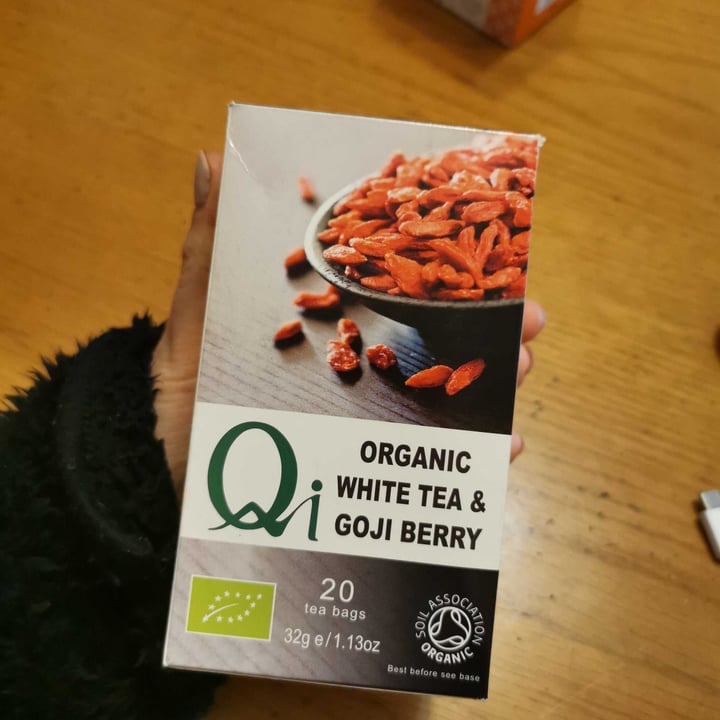 Qi
ORGANIC
WHITE TEA &
GOJI BERRY
20
tea bags
32g e/1.13oz
SOIL ASSOCIATION
ORGANIC
Best before see base